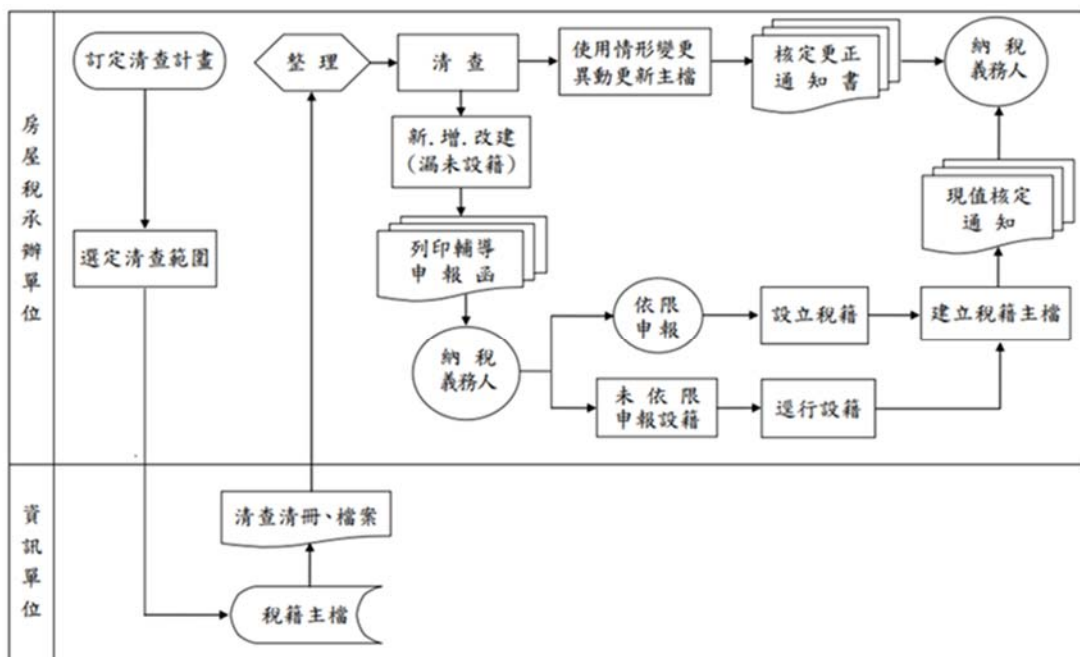 房屋稅承辦單位
訂定清查計畫
選定清查範圍
整理
清查
使用情形變更
異動更新主檔
核定更正
通知書
納稅
義務人
新.增.改建
(漏未設籍)
列印輔導
申報函
納稅
義務人
依限
申報
設立稅籍
建立稅籍主檔
現值核定
通知
未依限
申報設籍
逕行設籍
資訊單位
清查清冊、檔案
稅籍主檔